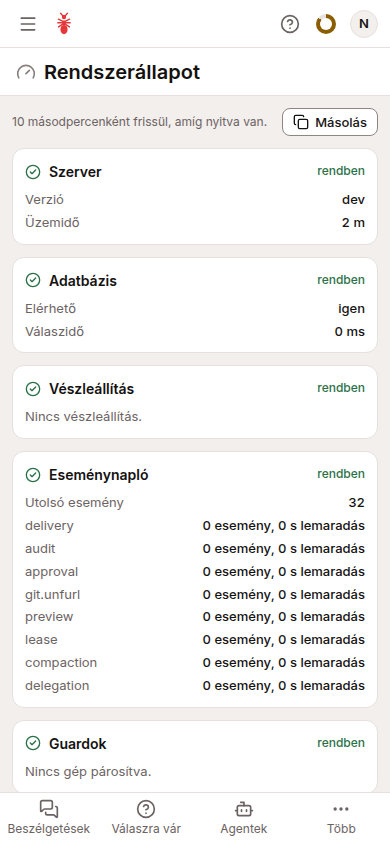 N
Rendszerállapot
10 másodpercenként frissül, amíg nyitva van. Másolás
Szerver rendben
Verzió dev
Üzemidő 2 m
Adatbázis rendben
Elérhető igen
Válaszidő 0 ms
Vészleállítás rendben
Nincs vészleállítás.
Eseménynapló rendben
Utolsó esemény 32
delivery 0 esemény, 0 s lemaradás
audit 0 esemény, 0 s lemaradás
approval 0 esemény, 0 s lemaradás
git.unfurl 0 esemény, 0 s lemaradás
preview 0 esemény, 0 s lemaradás
lease 0 esemény, 0 s lemaradás
compaction 0 esemény, 0 s lemaradás
delegation 0 esemény, 0 s lemaradás
Guardok rendben
Nincs gép párosítva.
Beszélgetések Válaszra vár Agentek Több